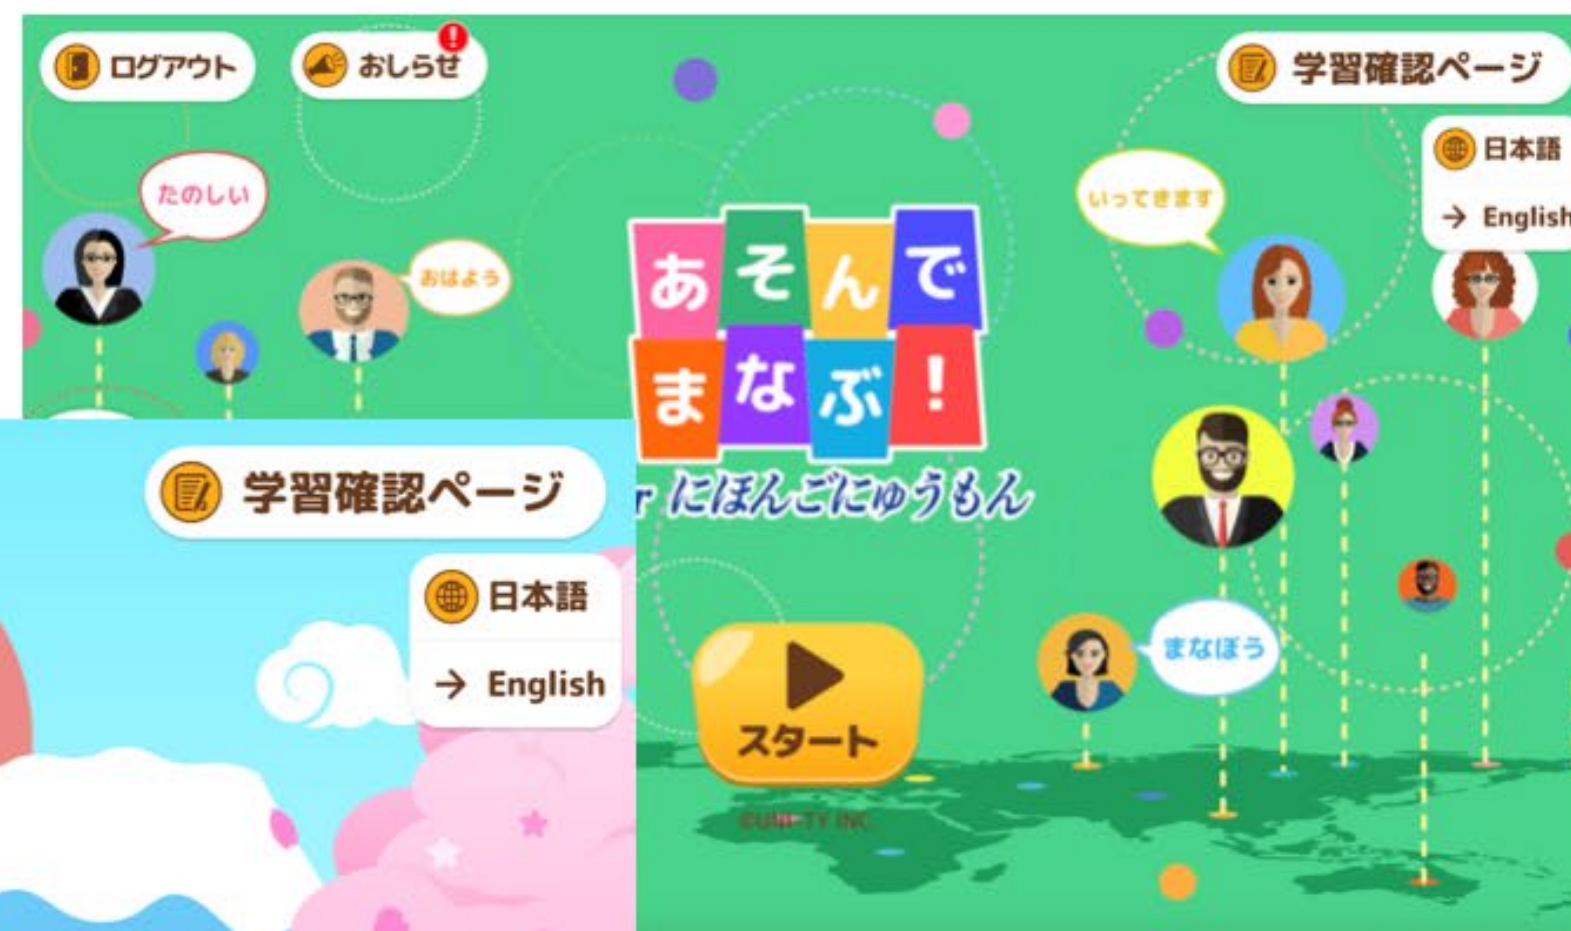 ログアウト
おしらせ
!
学習確認ページ
日本語
→ English
たのしい
おはよう
いってきます
あそんで
まなぶ!
r にほんごにゅうもん
まなぼう
スタート
©UNI-TY INC.
学習確認ページ
日本語
→ English